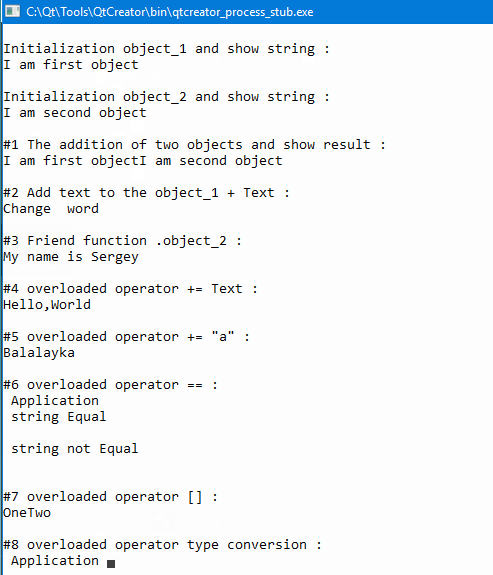 C:\Qt\Tools\QtCreator\bin\qtcreator_process_stub.exe
Initialization object_1 and show string :
I am first object
Initialization object_2 and show string :
I am second object
#1 The addition of two objects and show result :
I am first objectI am second object
#2 Add text to the object_1 + Text :
Change  word
#3 Friend function .object_2 :
My name is Sergey
#4 overloaded operator += Text :
Hello,World
#5 overloaded operator += "a" :
Balalayka
#6 overloaded operator == :
 Application
 string Equal
 string not Equal
#7 overloaded operator [] :
OneTwo
#8 overloaded operator type conversion :
 Application